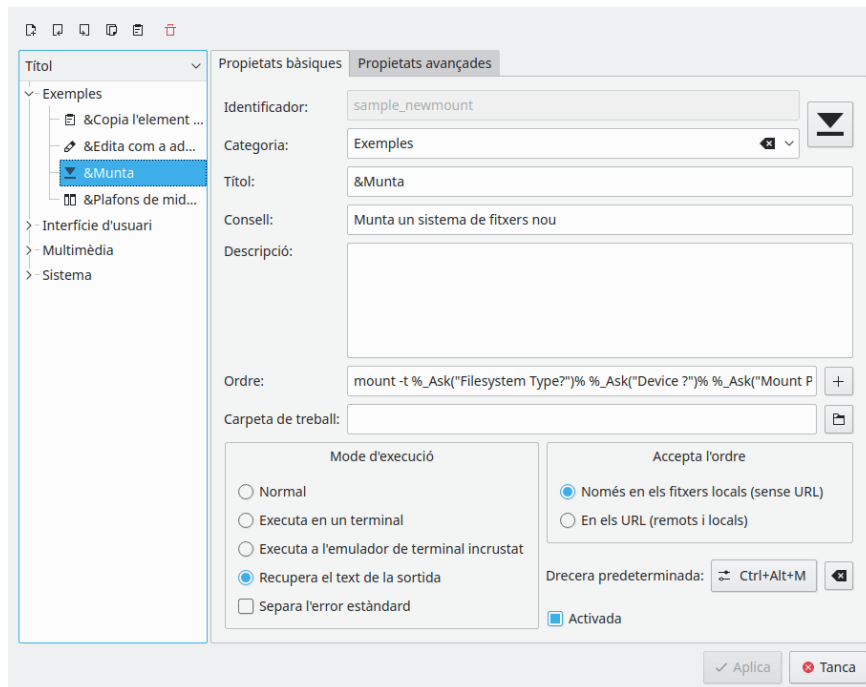 Títol
Exemples
&Copia l'element ...
&Edita com a ad...
&Munta
&Plafons de mid...
Interfície d'usuari
Multimèdia
Sistema
Propietats bàsiques
Propietats avançades
Identificador:
sample_newmount
Categoria:
Exemples
Títol:
&Munta
Consell:
Munta un sistema de fitxers nou
Descripció:
Ordre:
mount -t %_Ask("Filesystem Type?")% %_Ask("Device ?")% %_Ask("Mount P
Carpeta de treball:
Mode d'execució
Normal
Executa en un terminal
Executa a l'emulador de terminal incrustat
Recupera el text de la sortida
Separa l'error estàndard
Accepta l'ordre
Només en els fitxers locals (sense URL)
En els URL (remots i locals)
Drecera predeterminada:
Ctrl+Alt+M
Activada
Aplica
Tanca